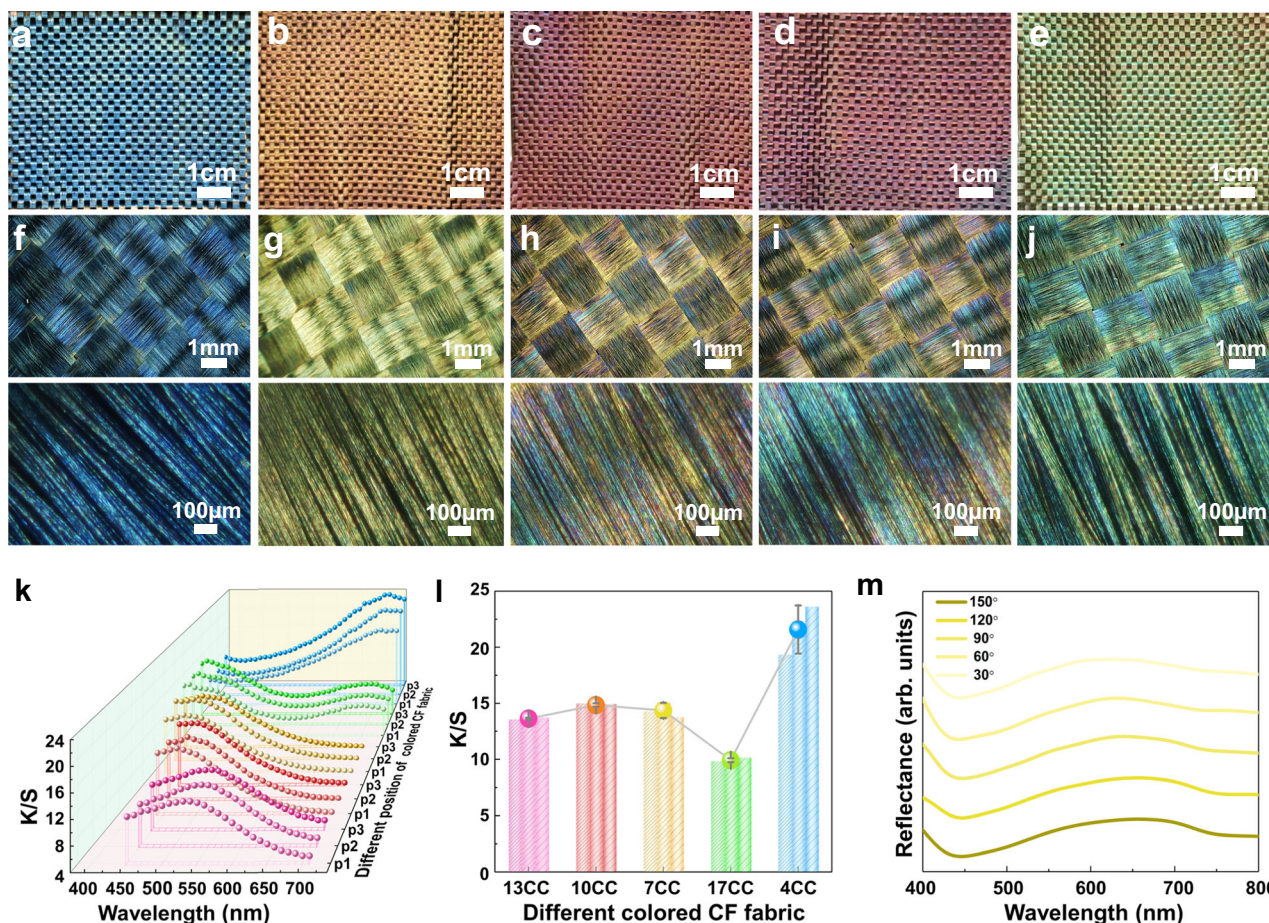 a
b
c
d
e
1cm
1cm
1cm
1cm
1cm
f
g
h
i
j
1mm
1mm
1mm
1mm
1mm
100μm
100μm
100μm
100μm
100μm
k
24
20
16
12
8
4
K/S
400 450 500 550 600 650 700
Wavelength (nm)
p3
p2
p1
p3
p2
p1
p3
p2
p1
p3
p2
p1
p3
p2
p1
Different position of colored CF fabric
l
25
20
15
10
5
0
K/S
13CC 10CC 7CC 17CC 4CC
Different colored CF fabric
m
150°
120°
90°
60°
30°
Reflectance (arb. units)
400 500 600 700 800
Wavelength (nm)